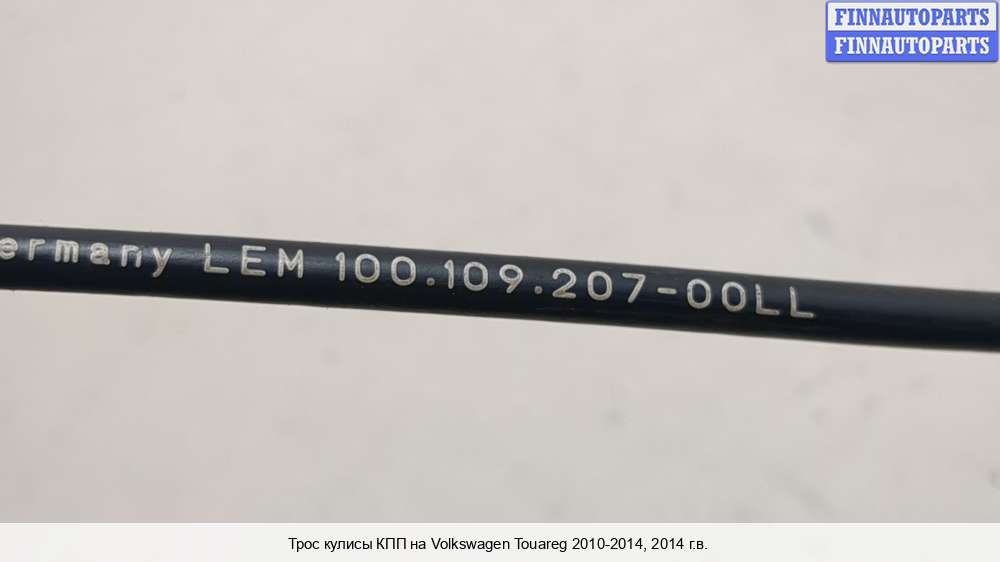 FINNAUTOPARTS
FINNAUTOPARTS
ermany LEM 100.109.207-00LL
Трос кулисы КПП на Volkswagen Touareg 2010-2014, 2014 г.в.